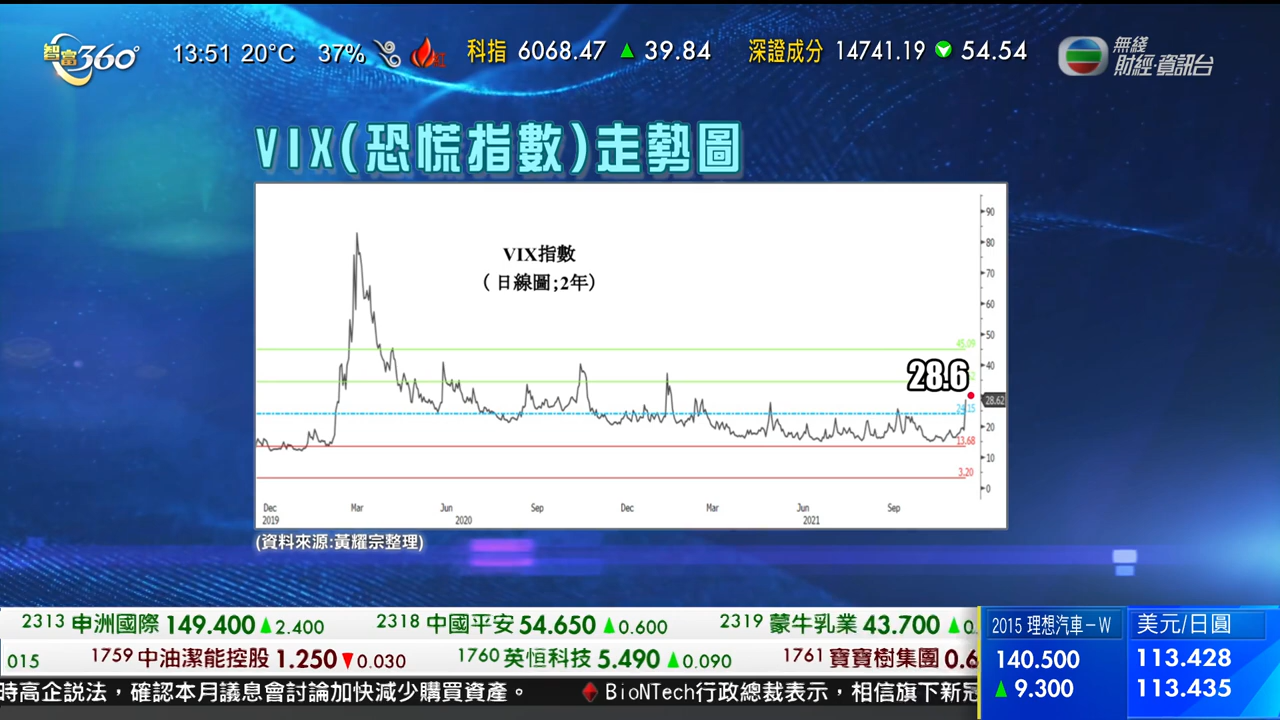 智富360°
13:51 20°C 37% 紅 科指 6068.47 ▲ 39.84 深證成分 14741.19 ▼ 54.54
無綫
財經·資訊台
VIX(恐慌指數)走勢圖
VIX指數
(日線圖;2年)
90
80
70
60
50
45.09
40
28.6
28.62
24.15
20
13.68
10
3.20
0
Dec Mar Jun Sep Dec Mar Jun Sep
2019 2020 2021
(資料來源:黃耀宗整理)
2313 申洲國際 149.400 ▲2.400 2318 中國平安 54.650 ▲0.600 2319 蒙牛乳業 43.700 ▲0.
015 1759 中油潔能控股 1.250 ▼0.030 1760 英恒科技 5.490 ▲0.090 1761 寶寶樹集團 0.6
時高企説法，確認本月議息會討論加快減少購買資產。 BioNTech行政總裁表示，相信旗下新冠
2015 理想汽車－W
140.500
▲ 9.300
美元/日圓
113.428
113.435